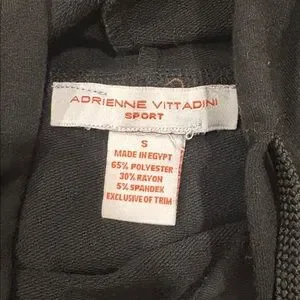 ADRIENNE VITTADINI
SPORT
S
MADE IN EGYPT
65% POLYESTER
30% RAYON
5% SPANDEX
EXCLUSIVE OF TRIM